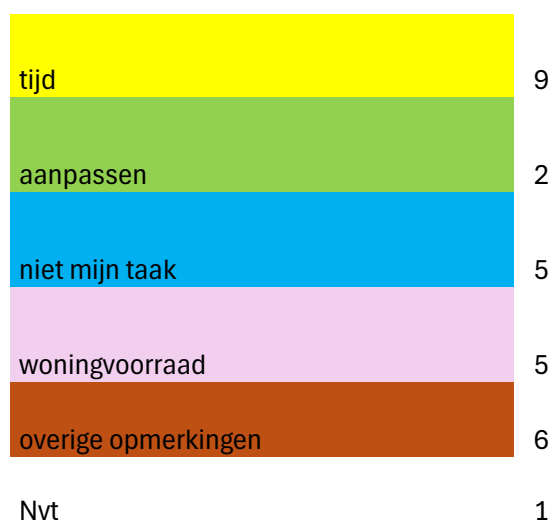 tijd 9
aanpassen 2
niet mijn taak 5
woningvoorraad 5
overige opmerkingen 6
Nvt 1